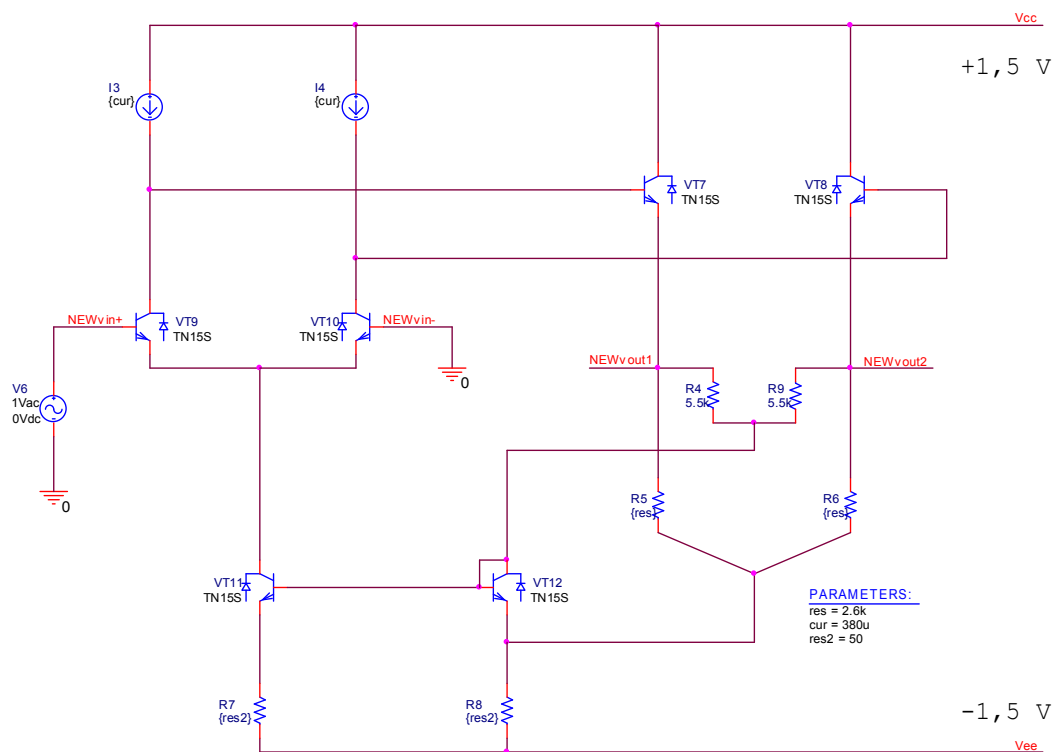 Vcc
+1,5 V
I3
{cur}
I4
{cur}
VT7
TN15S
VT8
TN15S
NEWvin+
VT9
TN15S
VT10
TN15S
NEWvin-
0
V6
1Vac
0Vdc
0
NEWvout1
NEWvout2
R4
5.5k
R9
5.5k
R5
{res}
R6
{res}
VT11
TN15S
VT12
TN15S
PARAMETERS:
res = 2.6k
cur = 380u
res2 = 50
R7
{res2}
R8
{res2}
-1,5 V
Vee